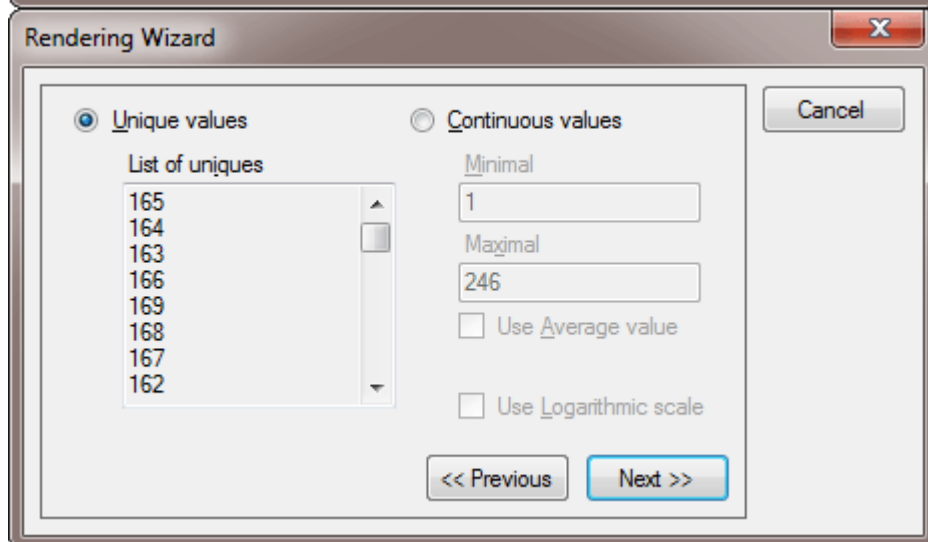 Rendering Wizard
Unique values
Continuous values
Cancel
List of uniques
165
164
163
166
169
168
167
162
Minimal
1
Maximal
246
Use Average value
Use Logarithmic scale
<< Previous
Next >>